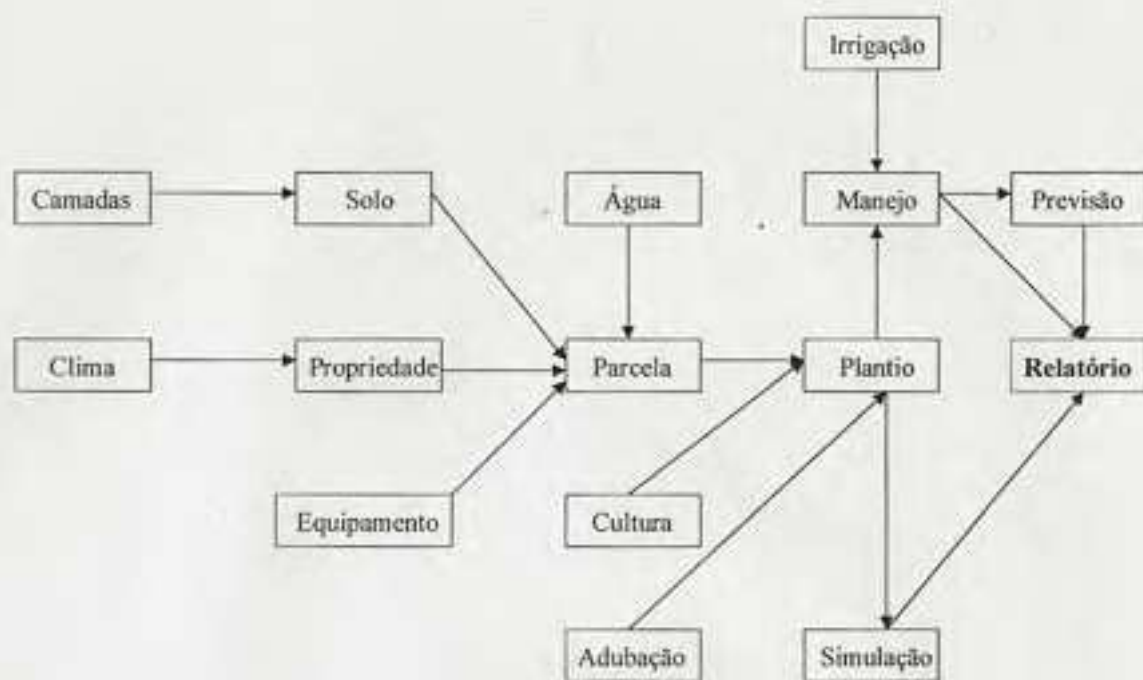 Irrigação
Camadas
Solo
Água
Manejo
Previsão
Clima
Propriedade
Parcela
Plantio
Relatório
Equipamento
Cultura
Adubação
Simulação